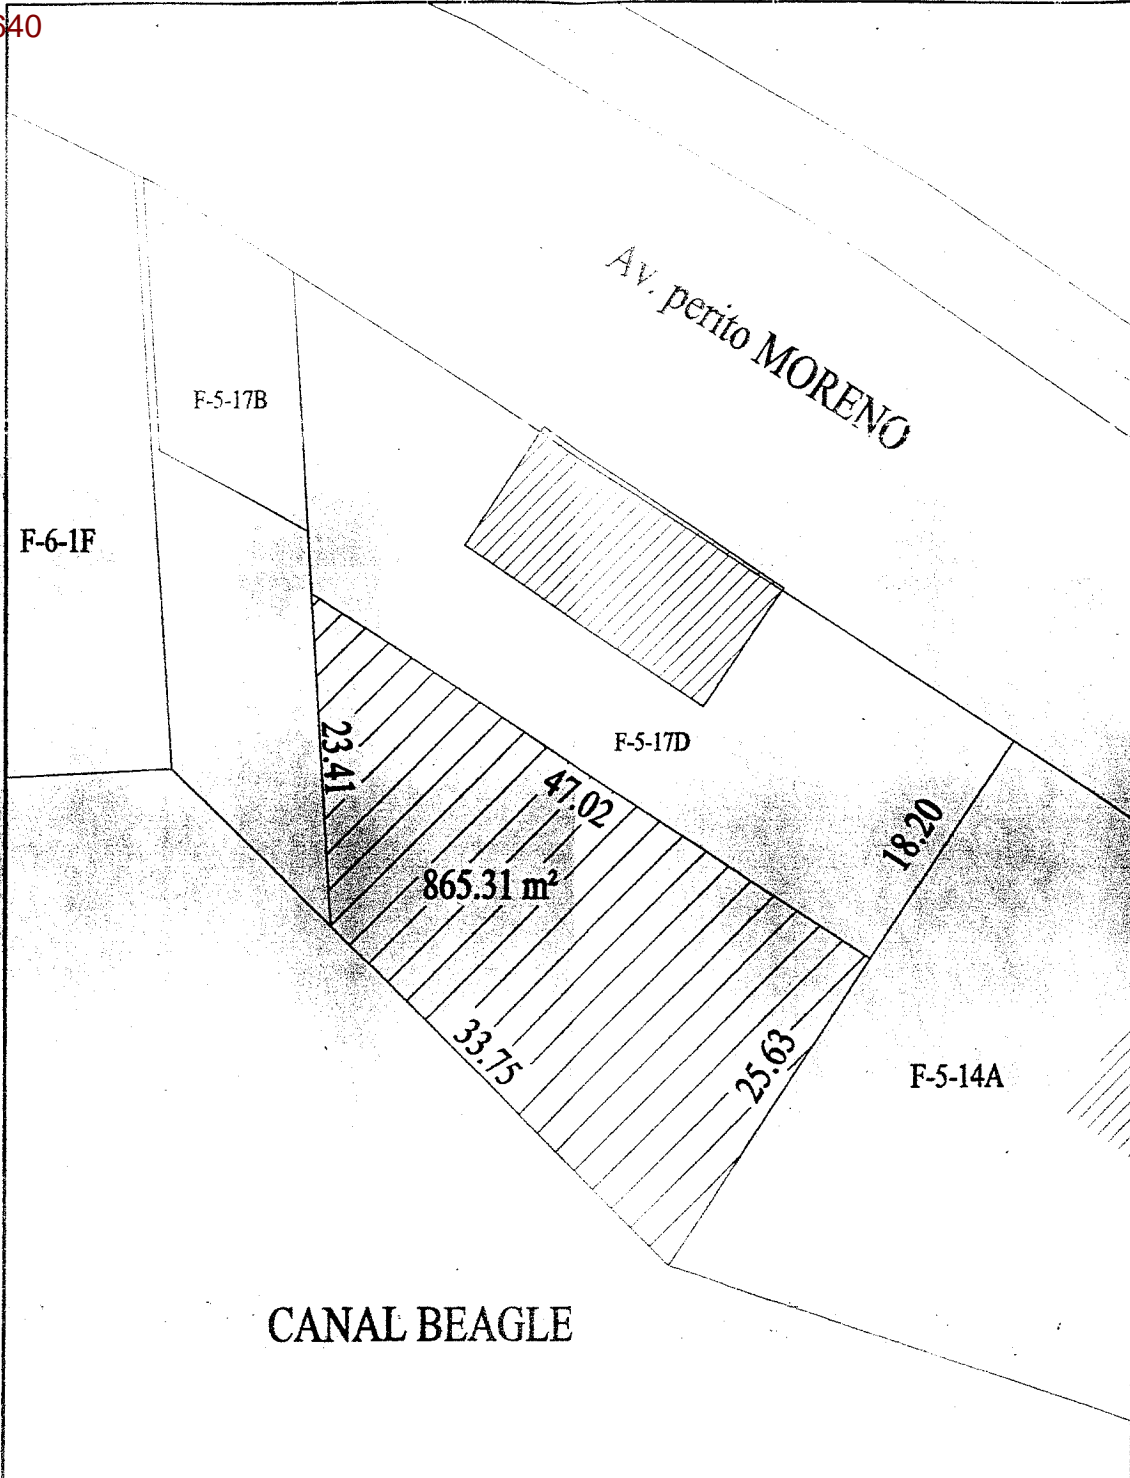 640
Av. perito MORENO
F-5-17B
F-6-1F
F-5-17D
23.41
47.02
18.20
865.31 m²
33.75
25.63
F-5-14A
CANAL BEAGLE